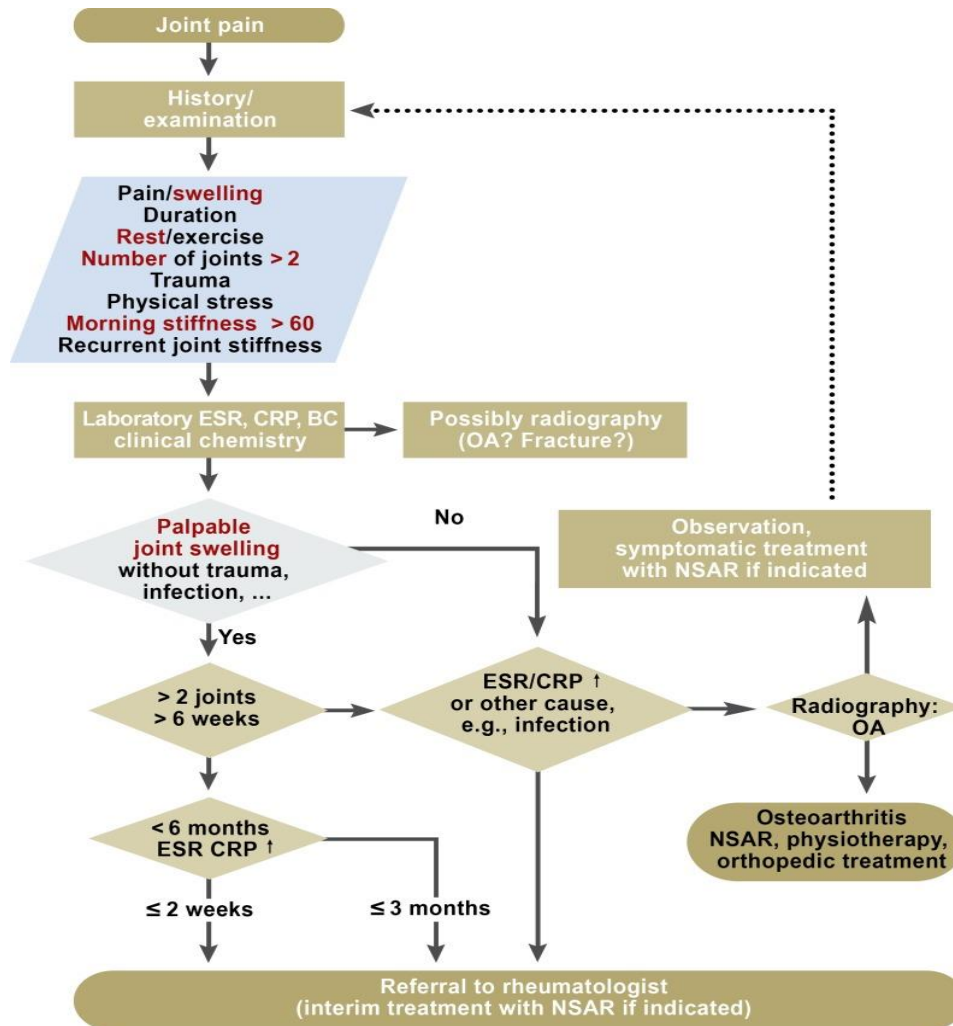 Joint pain
History/
examination
Pain/swelling
Duration
Rest/exercise
Number of joints > 2
Trauma
Physical stress
Morning stiffness > 60
Recurrent joint stiffness
Laboratory ESR, CRP, BC
clinical chemistry
Possibly radiography
(OA? Fracture?)
Palpable
joint swelling
without trauma,
infection, ...
No
Observation,
symptomatic treatment
with NSAR if indicated
Yes
> 2 joints
> 6 weeks
ESR/CRP ↑
or other cause,
e.g., infection
Radiography:
OA
< 6 months
ESR CRP ↑
Osteoarthritis
NSAR, physiotherapy,
orthopedic treatment
≤ 2 weeks
≤ 3 months
Referral to rheumatologist
(interim treatment with NSAR if indicated)